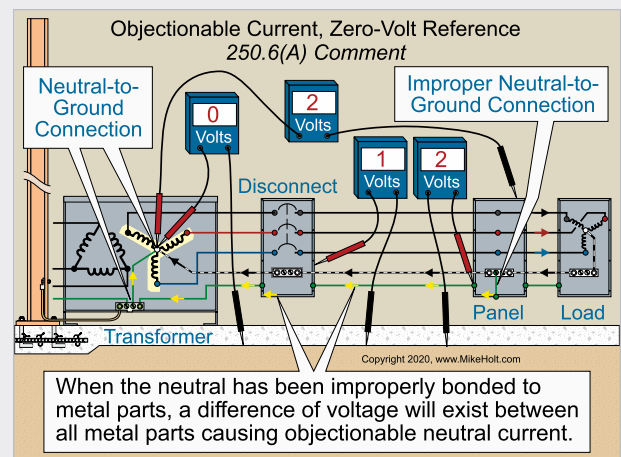 Objectionable Current, Zero-Volt Reference
250.6(A) Comment
Neutral-to-
Ground
Connection
0
Volts
2
Volts
Improper Neutral-to-
Ground Connection
1
Volts
2
Volts
Disconnect
Transformer
Panel
Load
Copyright 2020, www.MikeHolt.com
When the neutral has been improperly bonded to
metal parts, a difference of voltage will exist between
all metal parts causing objectionable neutral current.